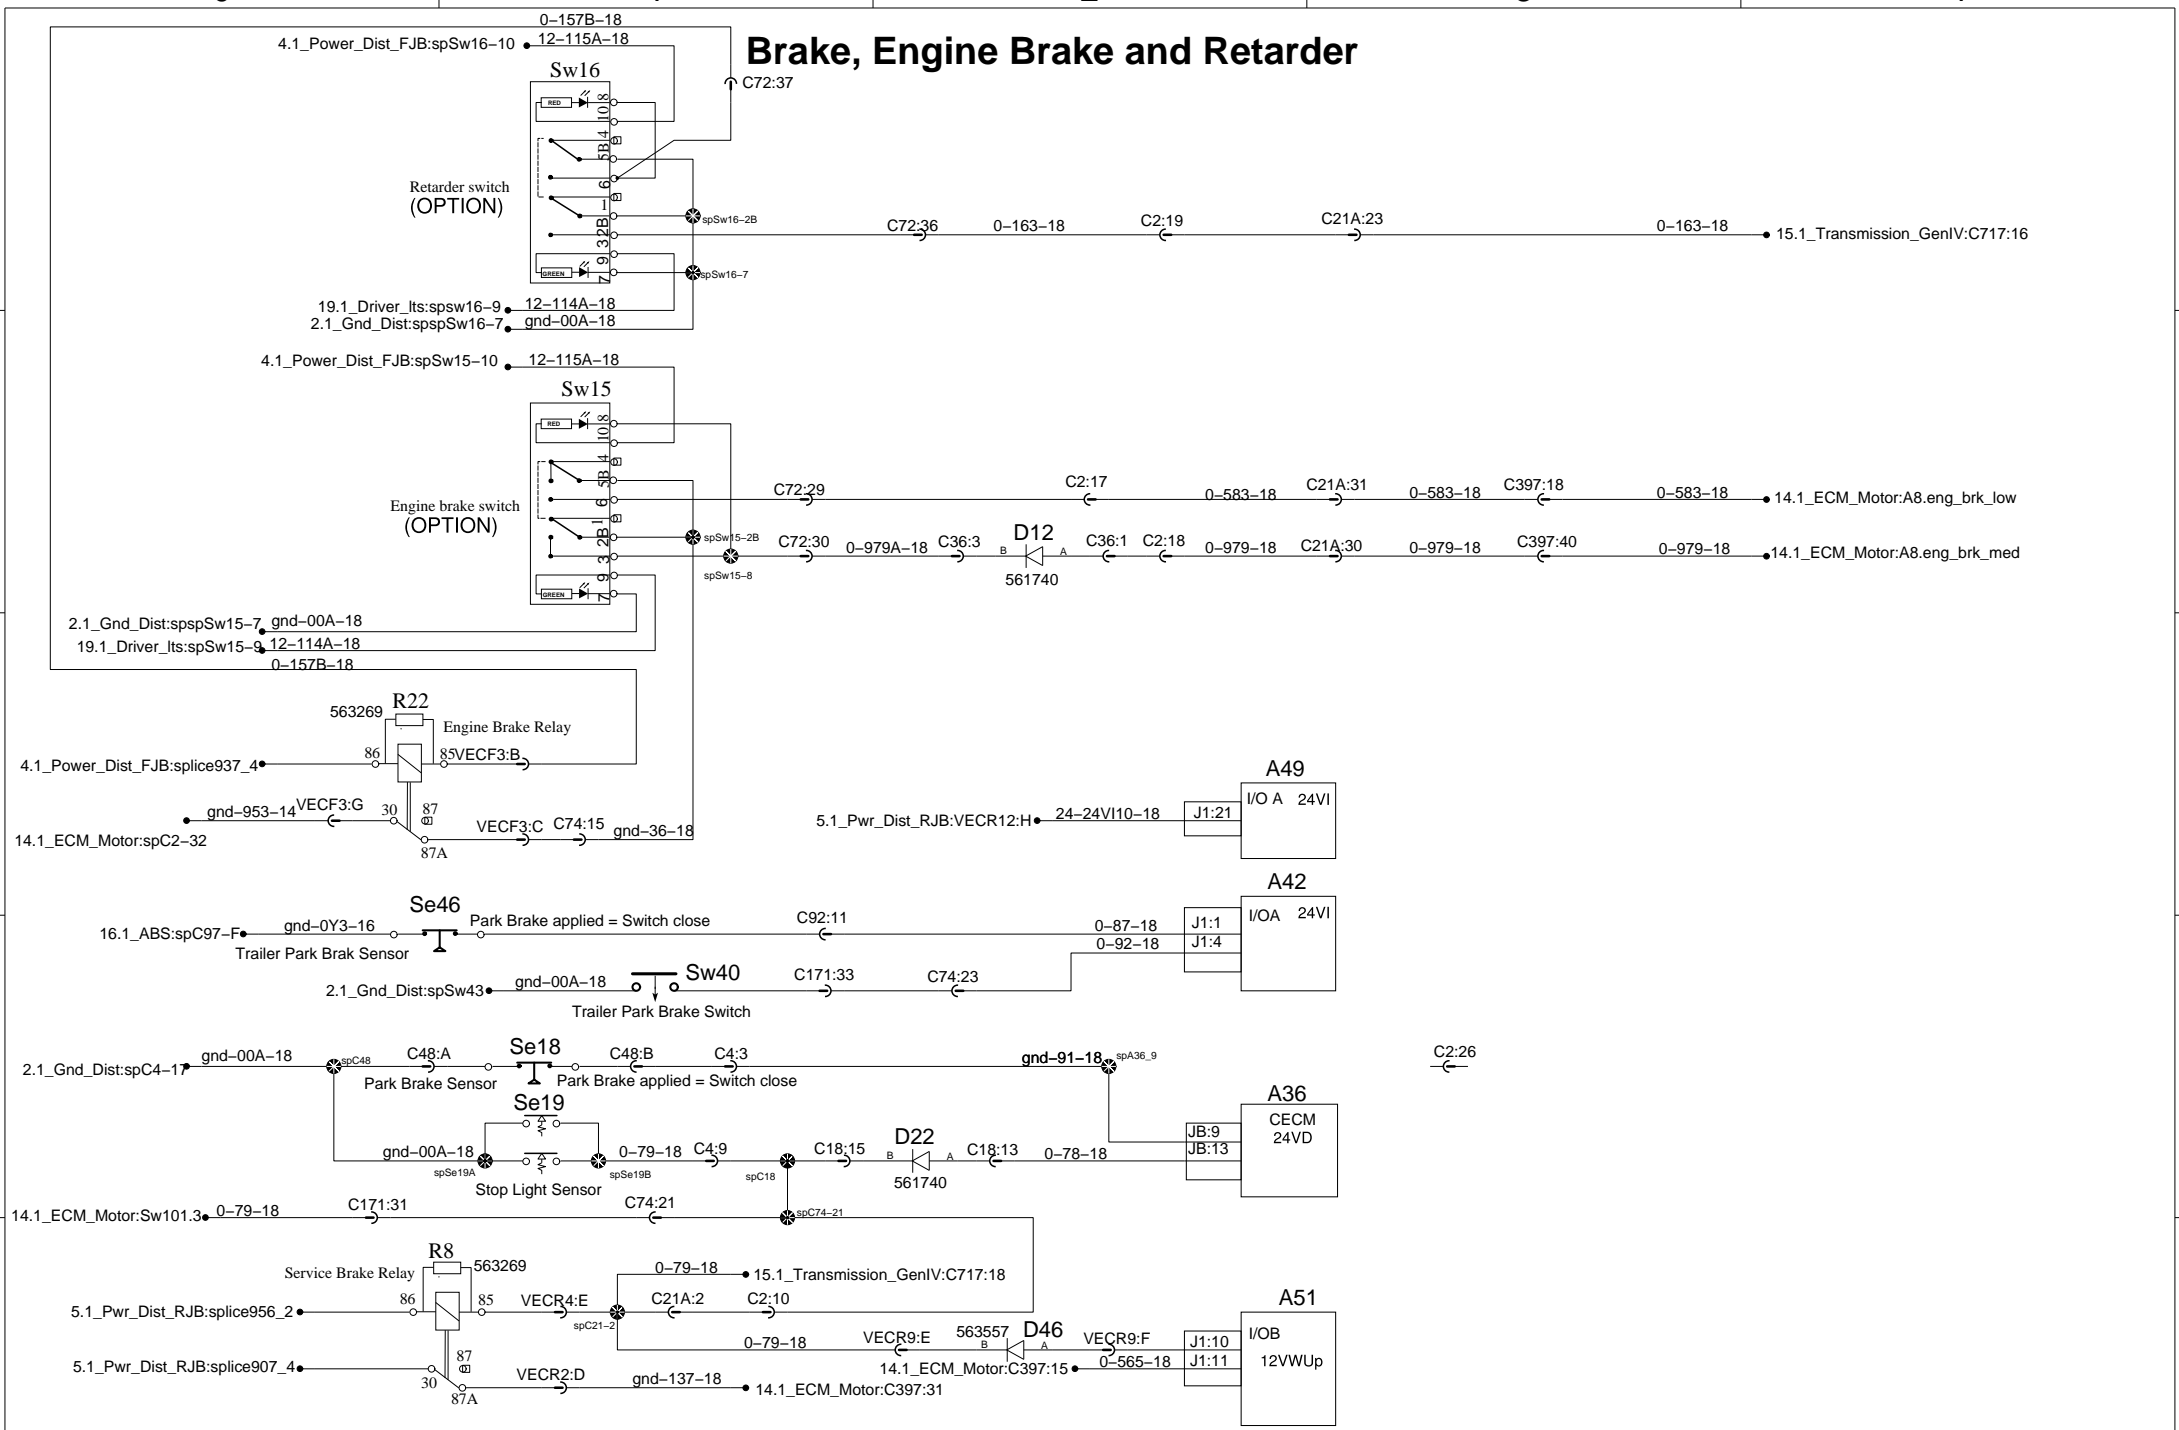 Brake, Engine Brake and Retarder
0-157B-18
4.1_Power_Dist_FJB:spSw16-10 12-115A-18
Sw16
C72:37
RED
8
10
4
5B
6
1
2B
3
9
7
GREEN
Retarder switch
(OPTION)
spSw16-2B
C72:36 0-163-18 C2:19 C21A:23 0-163-18 15.1_Transmission_GenIV:C717:16
spSw16-7
19.1_Driver_lts:spsw16-9 12-114A-18
2.1_Gnd_Dist:spspSw16-7 gnd-00A-18
4.1_Power_Dist_FJB:spSw15-10 12-115A-18
Sw15
RED
8
10
4
5B
6
1
2B
3
9
7
GREEN
Engine brake switch
(OPTION)
C72:29 C2:17 0-583-18 C21A:31 0-583-18 C397:18 0-583-18 14.1_ECM_Motor:A8.eng_brk_low
spSw15-2B
spSw15-8
C72:30 0-979A-18 C36:3 B D12 A C36:1 C2:18 0-979-18 C21A:30 0-979-18 C397:40 0-979-18 14.1_ECM_Motor:A8.eng_brk_med
561740
2.1_Gnd_Dist:spspSw15-7 gnd-00A-18
19.1_Driver_lts:spSw15-9 12-114A-18
0-157B-18
R22
563269
Engine Brake Relay
4.1_Power_Dist_FJB:splice937_4 86 85 VECF3:B
gnd-953-14 VECF3:G 30 87
14.1_ECM_Motor:spC2-32
87A VECF3:C C74:15 gnd-36-18
A49
I/O A 24VI
5.1_Pwr_Dist_RJB:VECR12:H 24-24VI10-18 J1:21
A42
I/OA 24VI
Se46
Park Brake applied = Switch close
16.1_ABS:spC97-F gnd-0Y3-16 C92:11 0-87-18 J1:1
Trailer Park Brak Sensor
0-92-18 J1:4
2.1_Gnd_Dist:spSw43 gnd-00A-18 Sw40 C171:33 C74:23
Trailer Park Brake Switch
2.1_Gnd_Dist:spC4-17 gnd-00A-18 spC48 C48:A Se18 C48:B C4:3 gnd-91-18 spA36_9
Park Brake Sensor Park Brake applied = Switch close
C2:26
A36
CECM
24VD
JB:9
JB:13
Se19
gnd-00A-18 spSe19A spSe19B 0-79-18 C4:9 spC18 C18:15 B D22 A C18:13 0-78-18
561740
Stop Light Sensor
14.1_ECM_Motor:Sw101.3 0-79-18 C171:31 C74:21 spC74-21
R8
563269
Service Brake Relay
0-79-18 15.1_Transmission_GenIV:C717:18
5.1_Pwr_Dist_RJB:splice956_2 86 85 VECR4:E spC21-2 C21A:2 C2:10
A51
I/OB
12VWUp
0-79-18 VECR9:E 563557 B D46 A VECR9:F J1:10
14.1_ECM_Motor:C397:15 0-565-18 J1:11
5.1_Pwr_Dist_RJB:splice907_4 30 87
87A VECR2:D gnd-137-18 14.1_ECM_Motor:C397:31